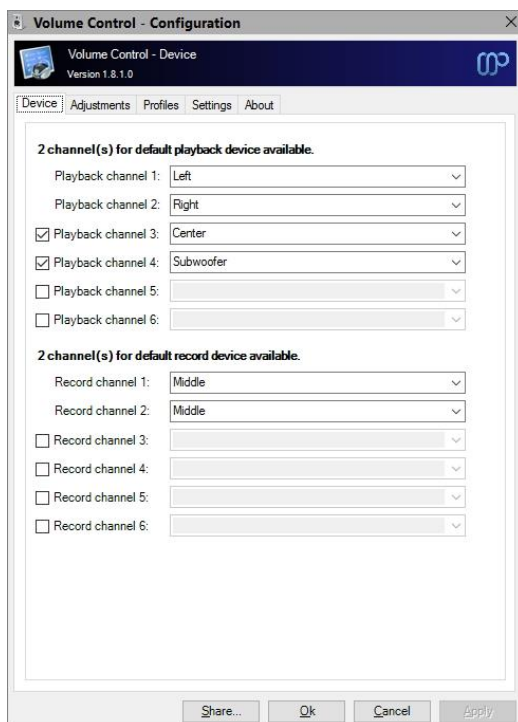 Volume Control - Configuration
Volume Control - Device
Version 1.8.1.0
Device Adjustments Profiles Settings About
2 channel(s) for default playback device available.
Playback channel 1: Left
Playback channel 2: Right
Playback channel 3: Center
Playback channel 4: Subwoofer
Playback channel 5:
Playback channel 6:
2 channel(s) for default record device available.
Record channel 1: Middle
Record channel 2: Middle
Record channel 3:
Record channel 4:
Record channel 5:
Record channel 6:
Share... Ok Cancel Apply